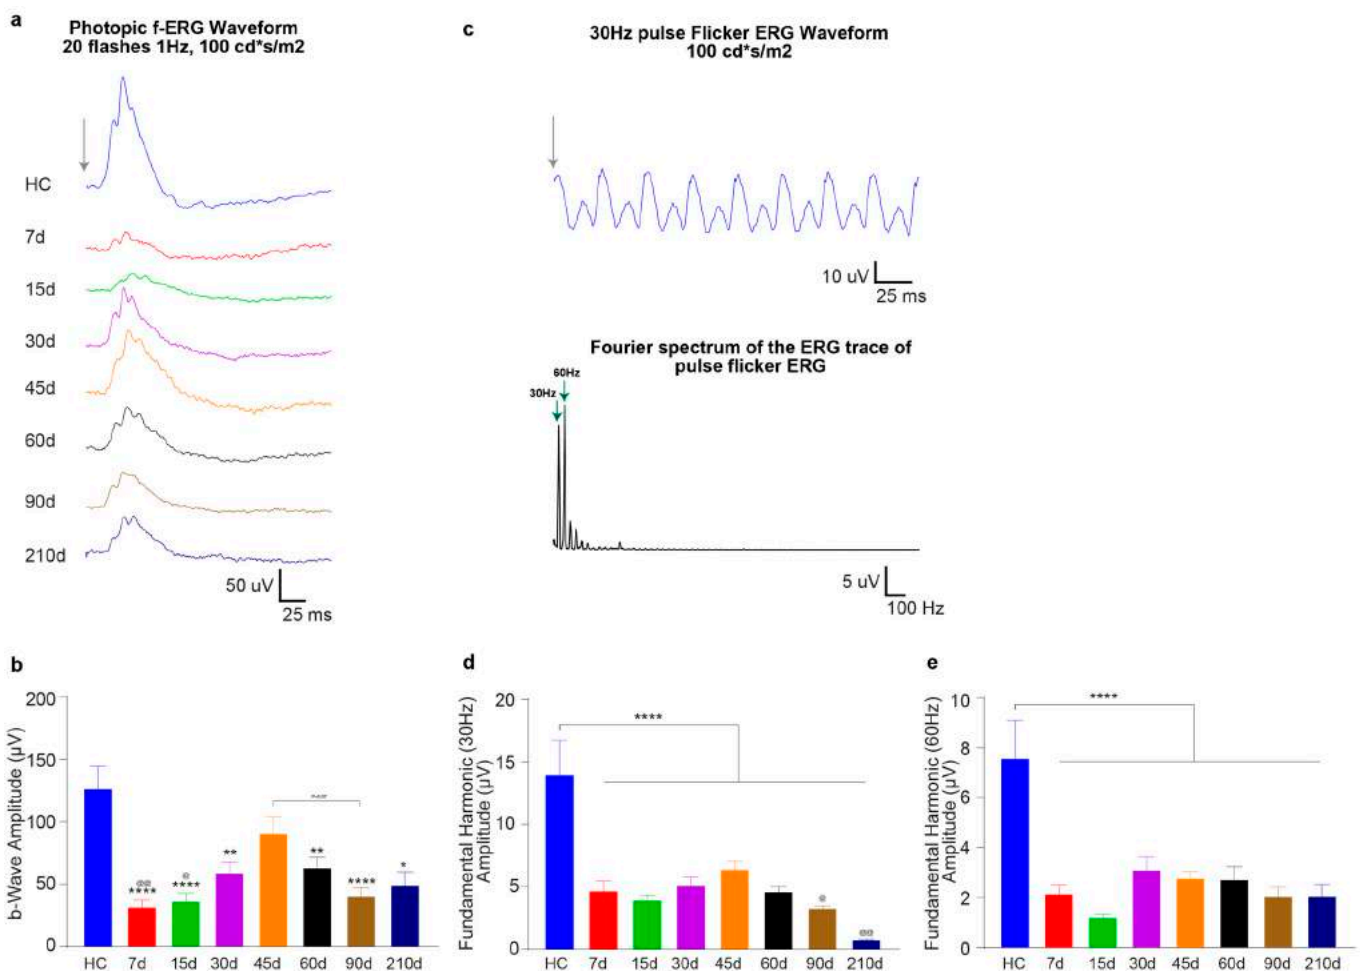 a
Photopic f-ERG Waveform
20 flashes 1Hz, 100 cd*s/m2
HC
7d
15d
30d
45d
60d
90d
210d
50 uV
25 ms
c
30Hz pulse Flicker ERG Waveform
100 cd*s/m2
10 uV
25 ms
Fourier spectrum of the ERG trace of
pulse flicker ERG
60Hz
30Hz
5 uV
100 Hz
b
b-Wave Amplitude (µV)
200
150
100
50
0
@@
****
@
****
**
**
****
*
HC 7d 15d 30d 45d 60d 90d 210d
d
Fundamental Harmonic (30Hz)
Amplitude (µV)
20
15
10
5
0
****
@
@@
HC 7d 15d 30d 45d 60d 90d 210d
e
Fundamental Harmonic (60Hz)
Amplitude (µV)
10
8
6
4
2
0
****
HC 7d 15d 30d 45d 60d 90d 210d